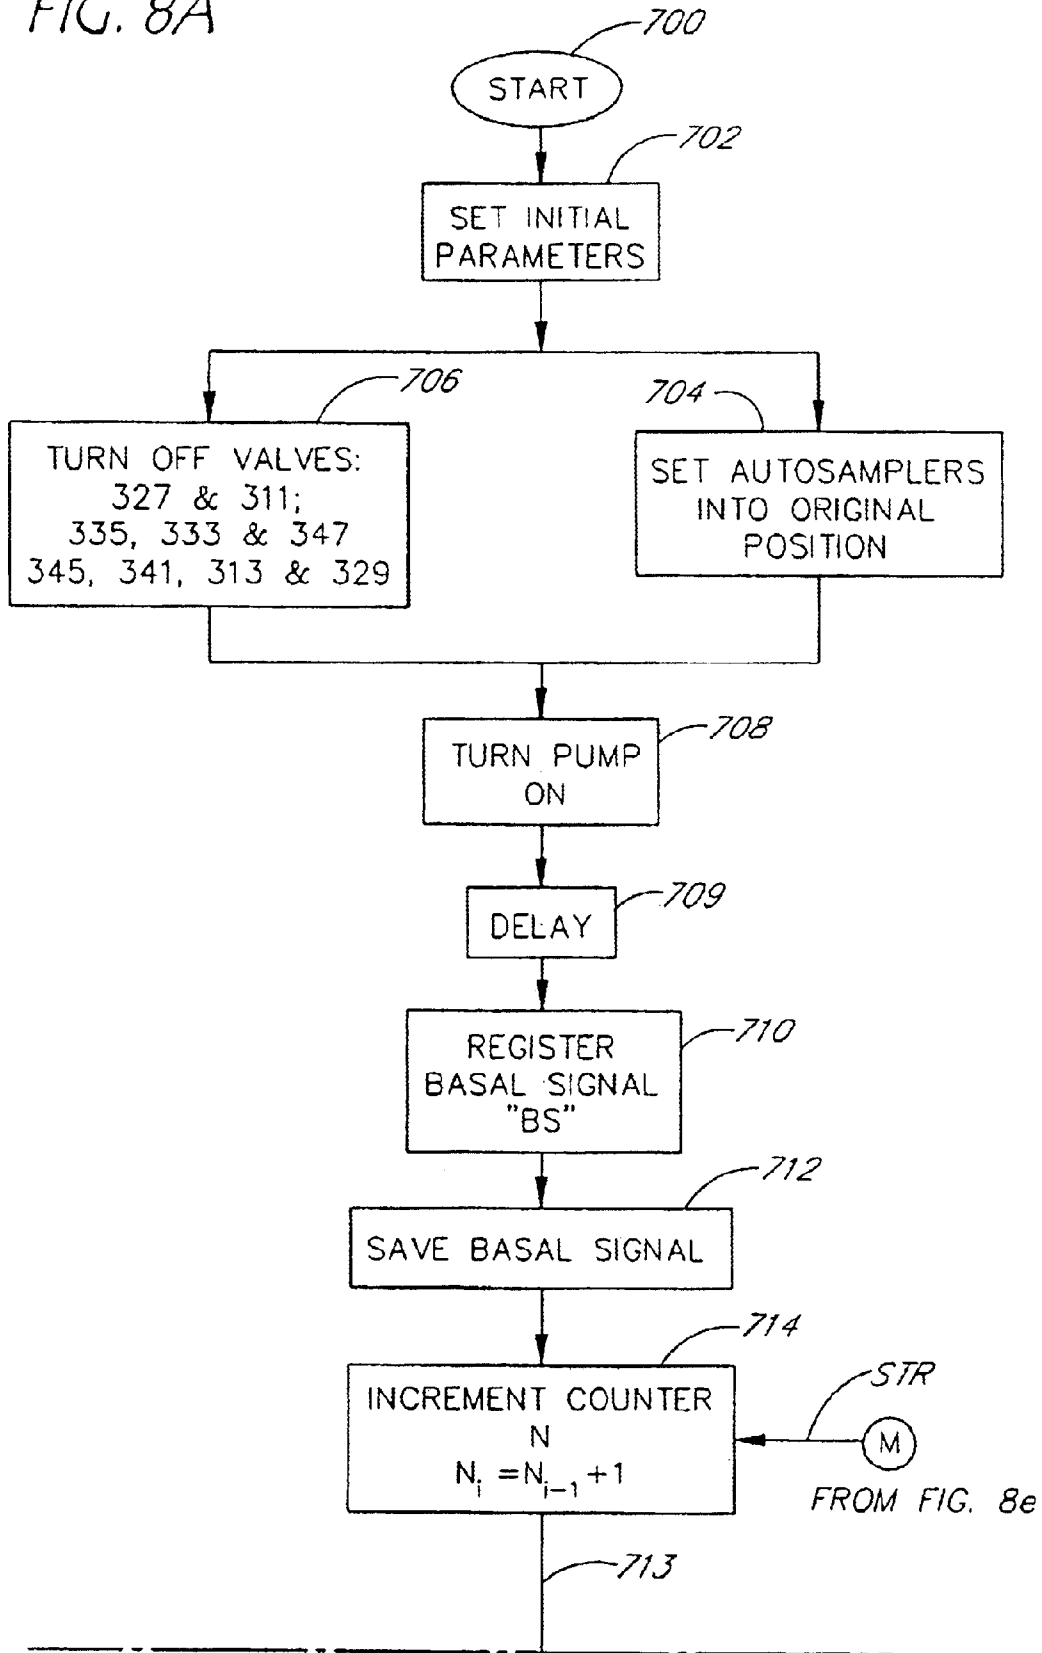 FIG. 8A
700
START
702
SET INITIAL
PARAMETERS
706
TURN OFF VALVES:
327 & 311;
335, 333 & 347
345, 341, 313 & 329
704
SET AUTOSAMPLERS
INTO ORIGINAL
POSITION
708
TURN PUMP
ON
709
DELAY
710
REGISTER
BASAL SIGNAL
"BS"
712
SAVE BASAL SIGNAL
714
INCREMENT COUNTER
N
N_i = N_{i-1} + 1
STR
M
FROM FIG. 8e
713